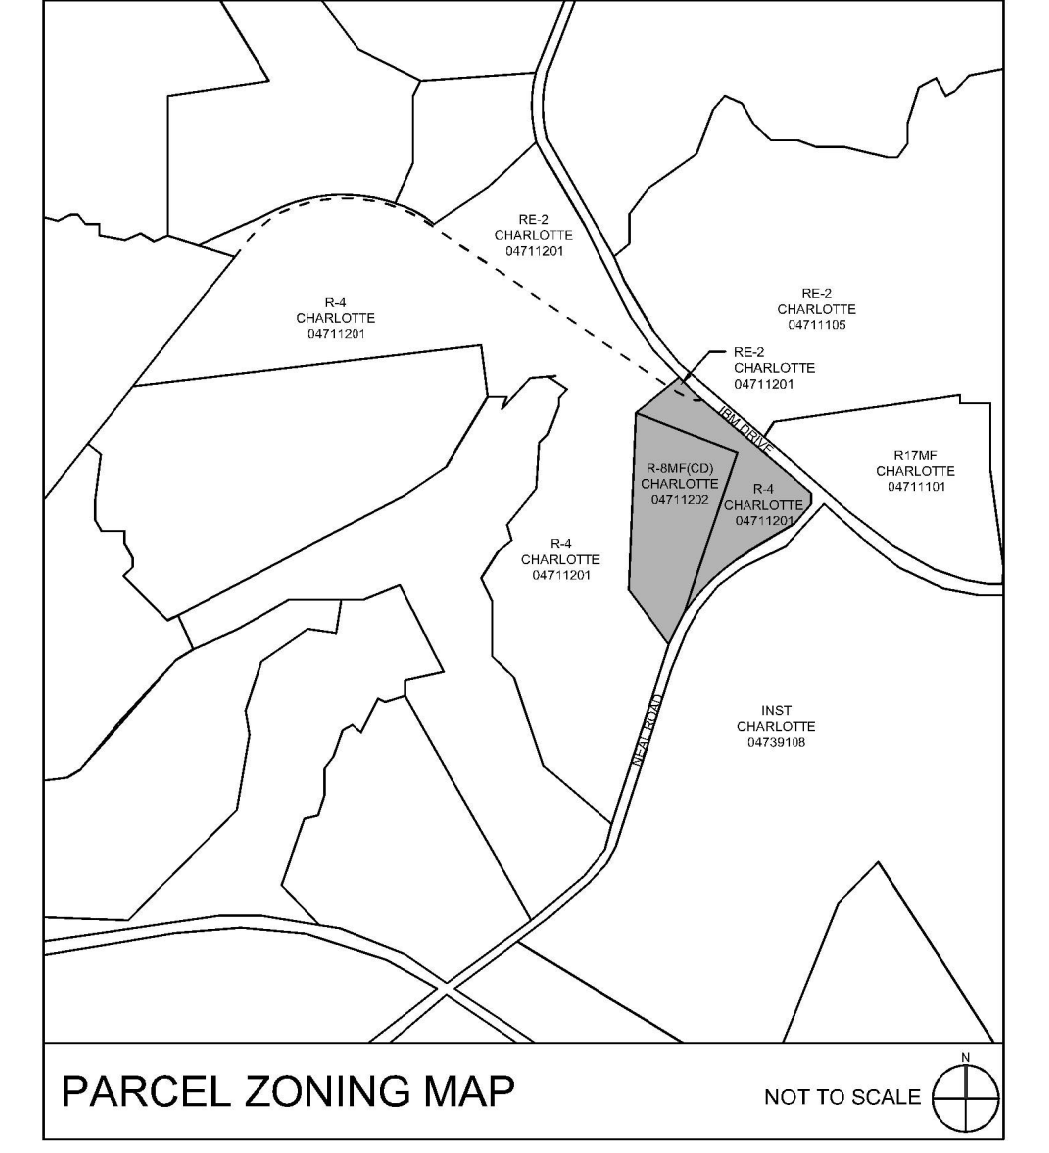 RE-2
CHARLOTTE
04711201
R-4
CHARLOTTE
04711201
RE-2
CHARLOTTE
04711105
RE-2
CHARLOTTE
04711201
IBM DRIVE
R17MF
CHARLOTTE
04711101
R-8MF(CD)
CHARLOTTE
04711202
R-4
CHARLOTTE
04711201
R-4
CHARLOTTE
04711201
NEAL ROAD
INST
CHARLOTTE
04739108
PARCEL ZONING MAP
NOT TO SCALE
N